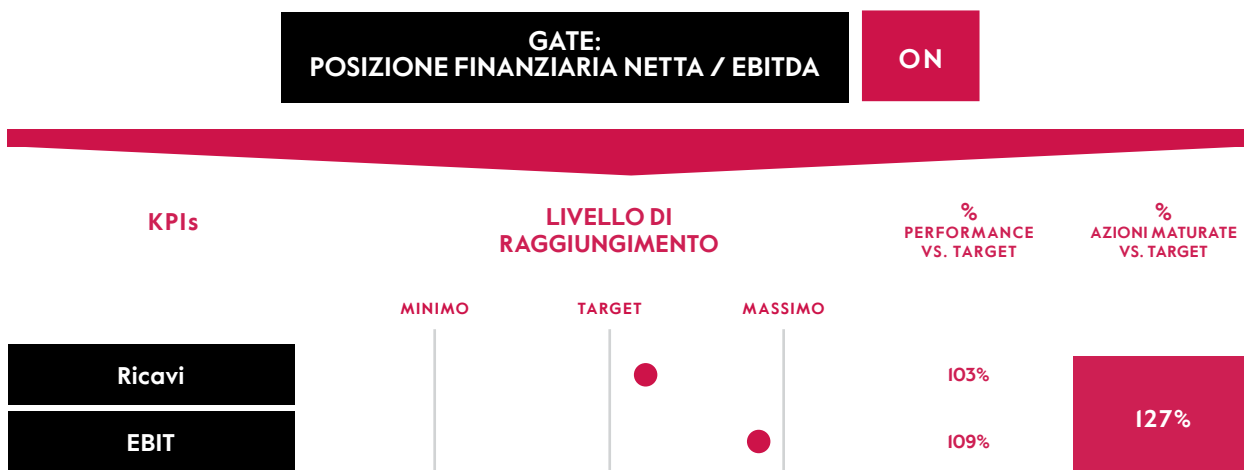 GATE:
POSIZIONE FINANZIARIA NETTA / EBITDA
ON
KPIs
LIVELLO DI
RAGGIUNGIMENTO
%
PERFORMANCE
VS. TARGET
%
AZIONI MATURATE
VS. TARGET
MINIMO
TARGET
MASSIMO
Ricavi
103%
EBIT
109%
127%